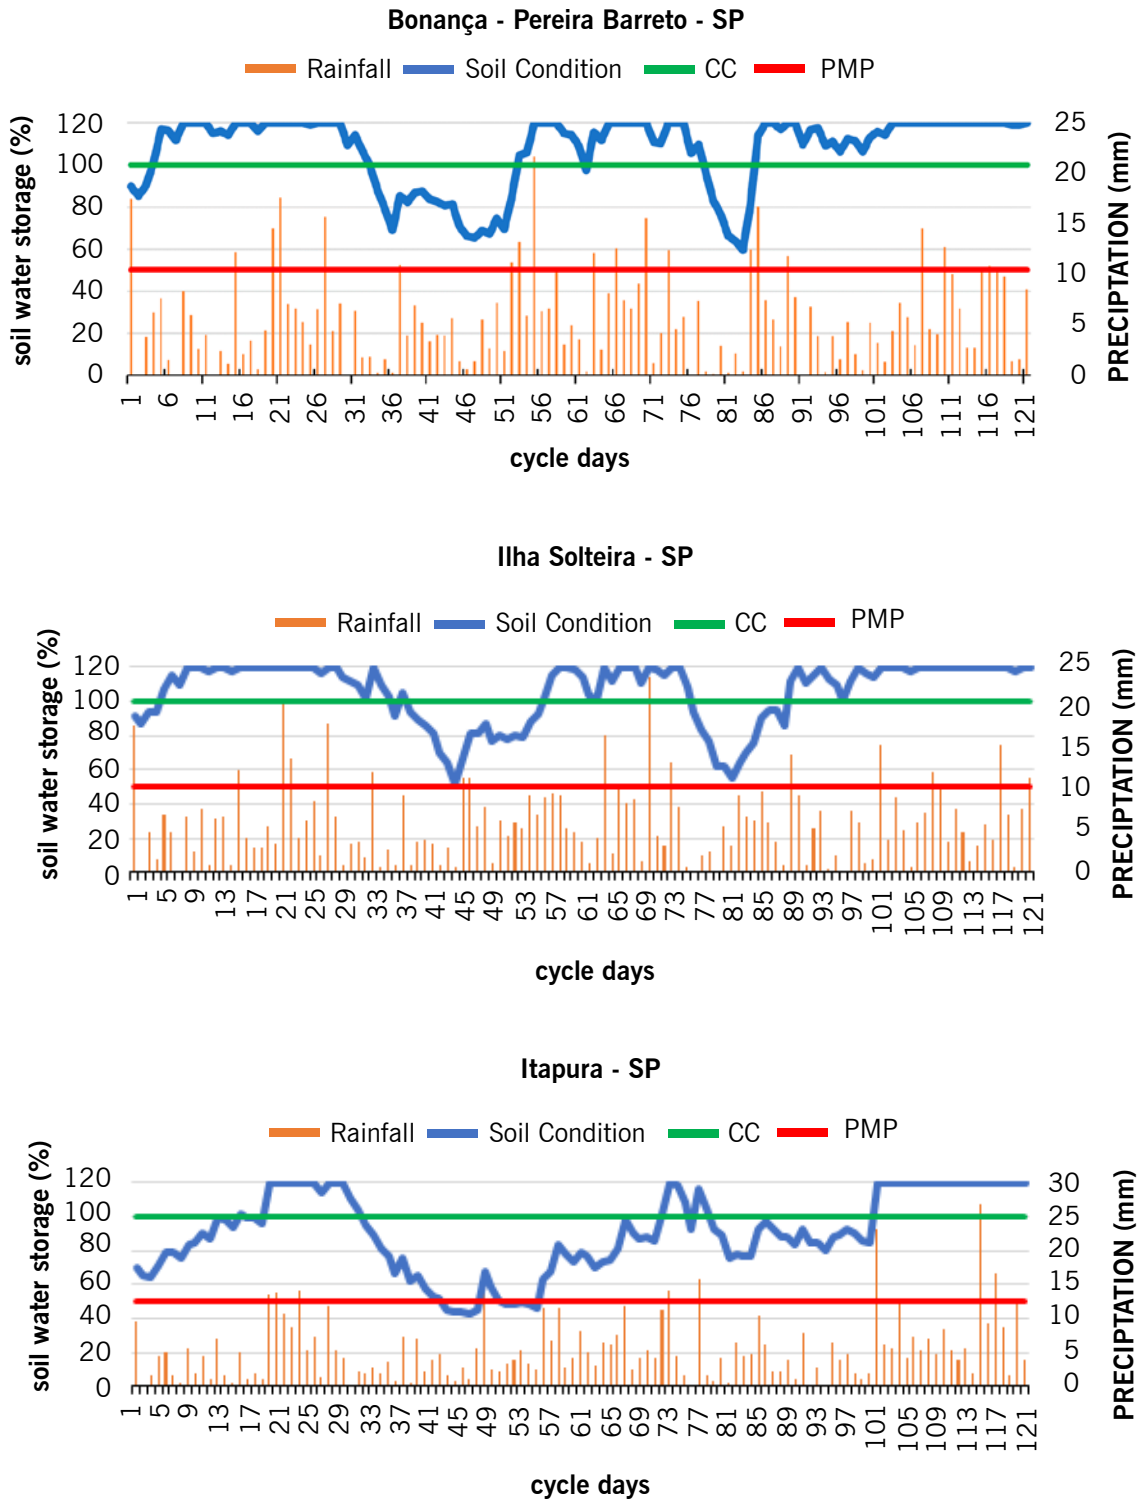 Bonança - Pereira Barreto - SP
Rainfall Soil Condition CC PMP
soil water storage (%)
120 100 80 60 40 20 0
25 20 15 10 5 0
PRECIPTATION (mm)
1 6 11 16 21 26 31 36 41 46 51 56 61 66 71 76 81 86 91 96 101 106 111 116 121
cycle days
Ilha Solteira - SP
Rainfall Soil Condition CC PMP
soil water storage (%)
120 100 80 60 40 20 0
25 20 15 10 5 0
PRECIPTATION (mm)
1 5 9 13 17 21 25 29 33 37 41 45 49 53 57 61 65 69 73 77 81 85 89 93 97 101 105 109 113 117 121
cycle days
Itapura - SP
Rainfall Soil Condition CC PMP
soil water storage (%)
120 100 80 60 40 20 0
30 25 20 15 10 5 0
PRECIPTATION (mm)
1 5 9 13 17 21 25 29 33 37 41 45 49 53 57 61 65 69 73 77 81 85 89 93 97 101 105 109 113 117 121
cycle days